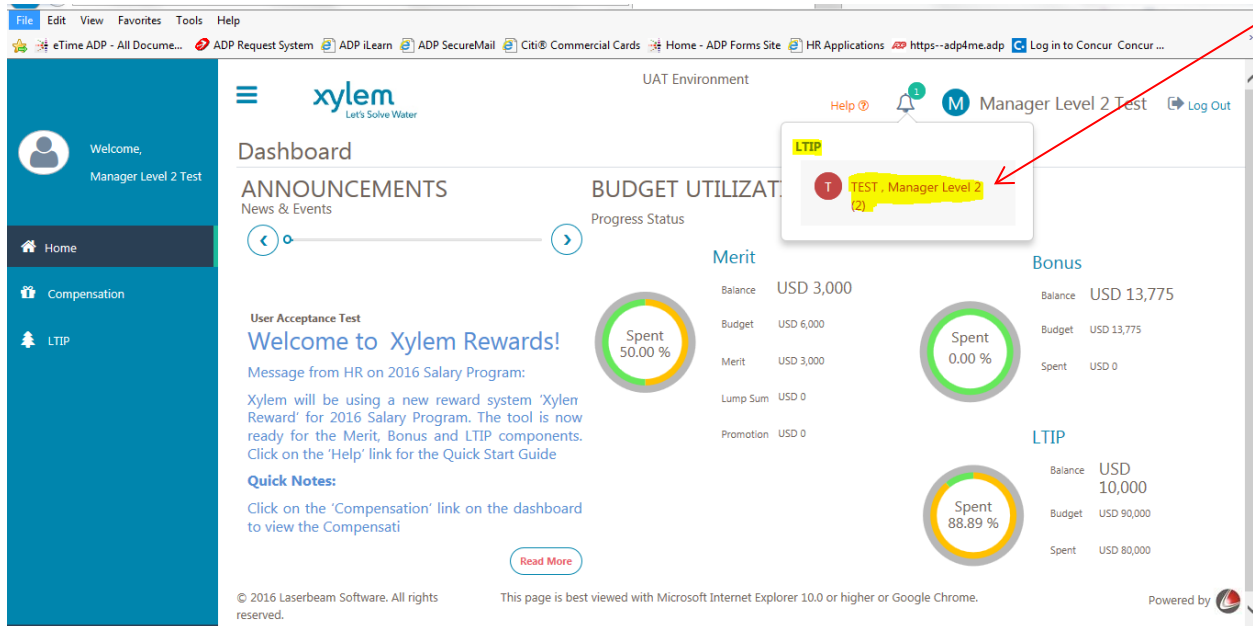 File Edit View Favorites Tools Help
eTime ADP - All Docume... ADP Request System ADP iLearn ADP SecureMail Citi® Commercial Cards Home - ADP Forms Site HR Applications https--adp4me.adp Log in to Concur Concur ...
UAT Environment
xylem
Let's Solve Water
Help
1
M Manager Level 2 Test Log Out
Welcome,
Manager Level 2 Test
Home
Compensation
LTIP
Dashboard
LTIP
T TEST , Manager Level 2
(2)
ANNOUNCEMENTS
News & Events
User Acceptance Test
Welcome to Xylem Rewards!
Message from HR on 2016 Salary Program:
Xylem will be using a new reward system 'Xylem
Reward' for 2016 Salary Program. The tool is now
ready for the Merit, Bonus and LTIP components.
Click on the 'Help' link for the Quick Start Guide
Quick Notes:
Click on the 'Compensation' link on the dashboard
to view the Compensati
Read More
BUDGET UTILIZAT
Progress Status
Merit
Spent
50.00 %
Balance USD 3,000
Budget USD 6,000
Merit USD 3,000
Lump Sum USD 0
Promotion USD 0
Bonus
Spent
0.00 %
Balance USD 13,775
Budget USD 13,775
Spent USD 0
LTIP
Spent
88.89 %
Balance USD
10,000
Budget USD 90,000
Spent USD 80,000
© 2016 Laserbeam Software. All rights
reserved.
This page is best viewed with Microsoft Internet Explorer 10.0 or higher or Google Chrome.
Powered by